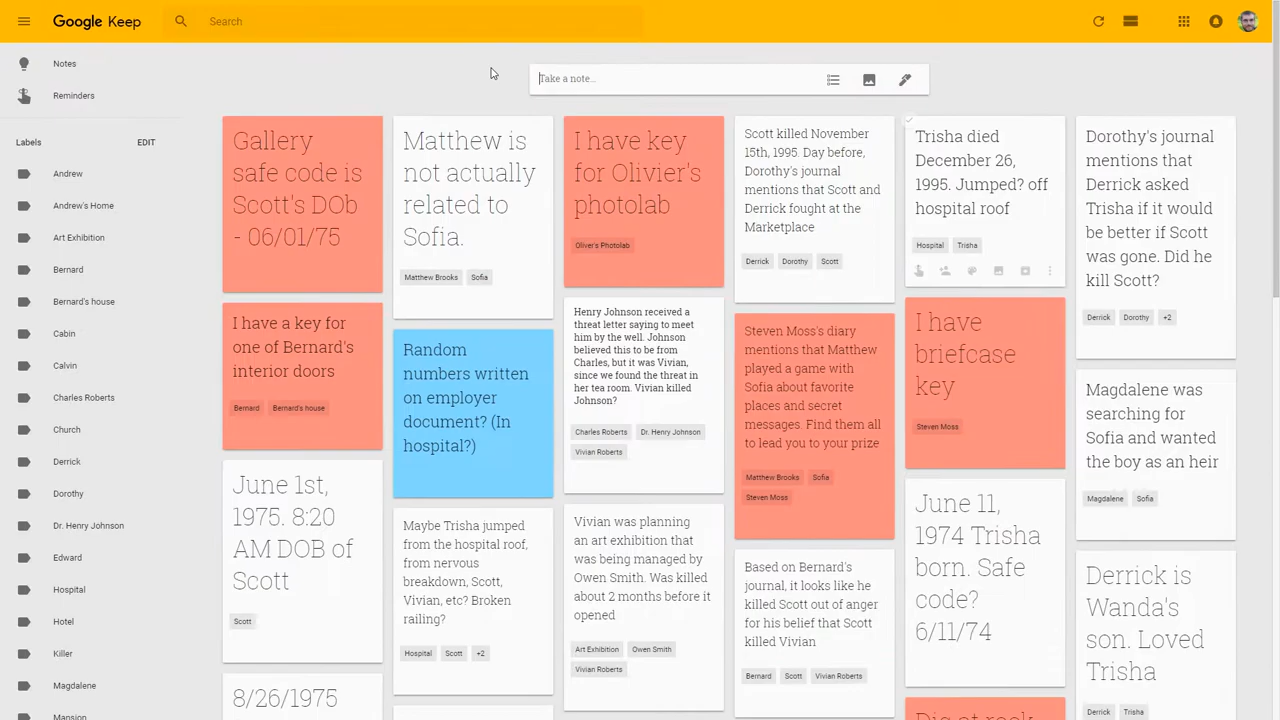 Google Keep
Search
Notes
Reminders
Labels
EDIT
Andrew
Andrew's Home
Art Exhibition
Bernard
Bernard's house
Cabin
Calvin
Charles Roberts
Church
Derrick
Dorothy
Dr. Henry Johnson
Edward
Hospital
Hotel
Killer
Magdalene
Mansion
Take a note...
Gallery
safe code is
Scott's DOb
- 06/01/75
I have a key for
one of Bernard's
interior doors
Bernard Bernard's house
June 1st,
1975. 8:20
AM DOB of
Scott
Scott
8/26/1975
Matthew is
not actually
related to
Sofia.
Matthew Brooks Sofia
Random
numbers written
on employer
document? (In
hospital?)
Maybe Trisha jumped
from the hospital roof,
from nervous
breakdown, Scott,
Vivian, etc? Broken
railing?
Hospital Scott +2
I have key
for Olivier's
photolab
Oliver's Photolab
Henry Johnson received a
threat letter saying to meet
him by the well. Johnson
believed this to be from
Charles, but it was Vivian,
since we found the threat in
her tea room. Vivian killed
Johnson?
Charles Roberts Dr. Henry Johnson
Vivian Roberts
Vivian was planning
an art exhibition that
was being managed by
Owen Smith. Was killed
about 2 months before it
opened
Art Exhibition Owen Smith
Vivian Roberts
Scott killed November
15th, 1995. Day before,
Dorothy's journal
mentions that Scott and
Derrick fought at the
Marketplace
Derrick Dorothy Scott
Steven Moss's diary
mentions that Matthew
played a game with
Sofia about favorite
places and secret
messages. Find them all
to lead you to your prize
Matthew Brooks Sofia
Steven Moss
Based on Bernard's
journal, it looks like he
killed Scott out of anger
for his belief that Scott
killed Vivian
Bernard Scott Vivian Roberts
Trisha died
December 26,
1995. Jumped? off
hospital roof
Hospital Trisha
I have
briefcase
key
Steven Moss
June 11,
1974 Trisha
born. Safe
code?
6/11/74
Dig at rock
Dorothy's journal
mentions that
Derrick asked
Trisha if it would
be better if Scott
was gone. Did he
kill Scott?
Derrick Dorothy +2
Magdalene was
searching for
Sofia and wanted
the boy as an heir
Magdalene Sofia
Derrick is
Wanda's
son. Loved
Trisha
Derrick Trisha